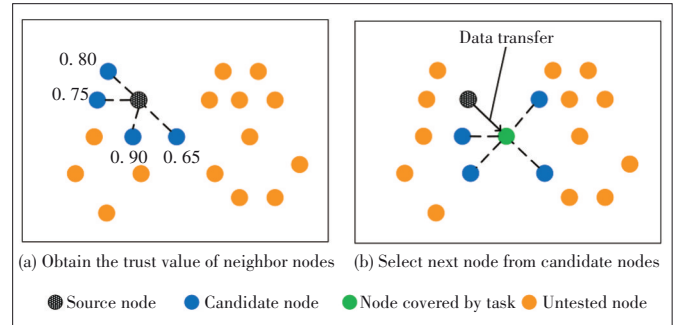 Data transfer
0. 80
0. 75
0. 90
0. 65
(a) Obtain the trust value of neighbor nodes
(b) Select next node from candidate nodes
Source node
Candidate node
Node covered by task
Untested node